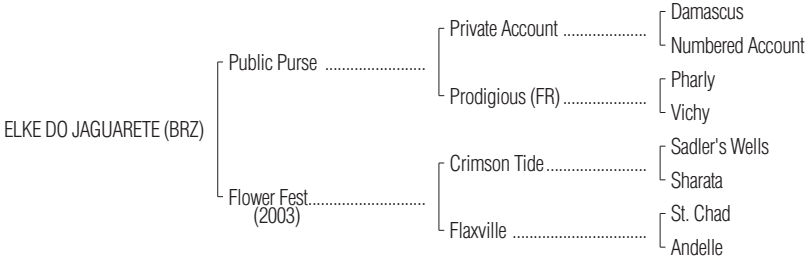 Damascus
Private Account ....................
Numbered Account
Public Purse ........................
Pharly
Prodigious (FR) ....................
Vichy
ELKE DO JAGUARETE (BRZ)
Sadler's Wells
Crimson Tide ........................
Sharata
Flower Fest............................
(2003)
St. Chad
Flaxville ................................
Andelle